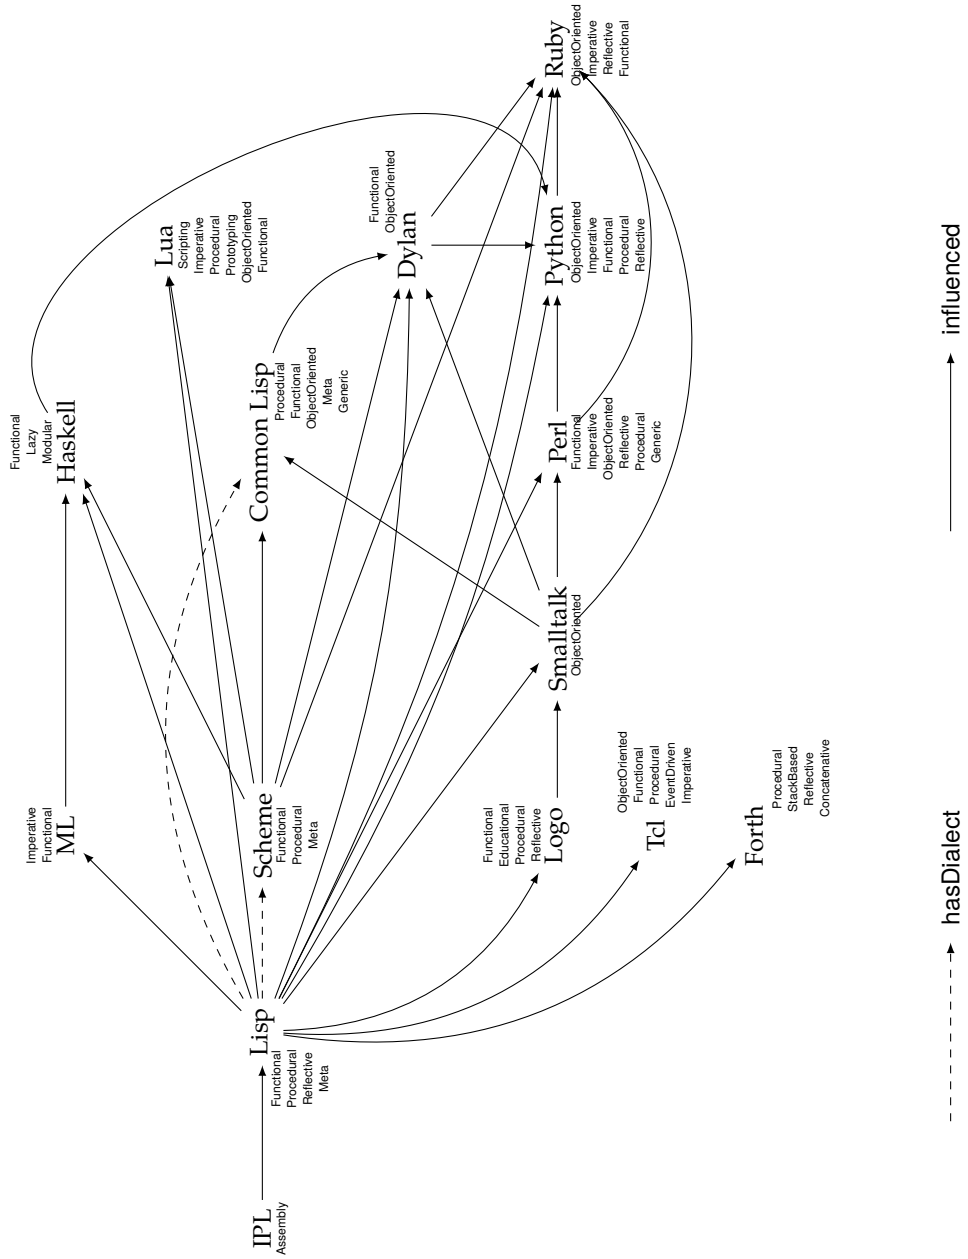 IPL
Assembly
Lisp
Functional
Procedural
Reflective
Meta
Imperative
Functional
ML
Scheme
Functional
Procedural
Meta
Functional
Educational
Procedural
Reflective
Logo
ObjectOriented
Functional
Procedural
EventDriven
Imperative
Tcl
Procedural
StackBased
Reflective
Concatenative
Forth
Smalltalk
ObjectOriented
Functional
Lazy
Modular
Haskell
Common Lisp
Procedural
Functional
ObjectOriented
Meta
Generic
Perl
Functional
Imperative
ObjectOriented
Reflective
Procedural
Generic
Lua
Scripting
Imperative
Procedural
Prototyping
ObjectOriented
Functional
Functional
ObjectOriented
Dylan
Python
ObjectOriented
Imperative
Functional
Procedural
Reflective
Ruby
ObjectOriented
Imperative
Reflective
Functional
hasDialect
influenced